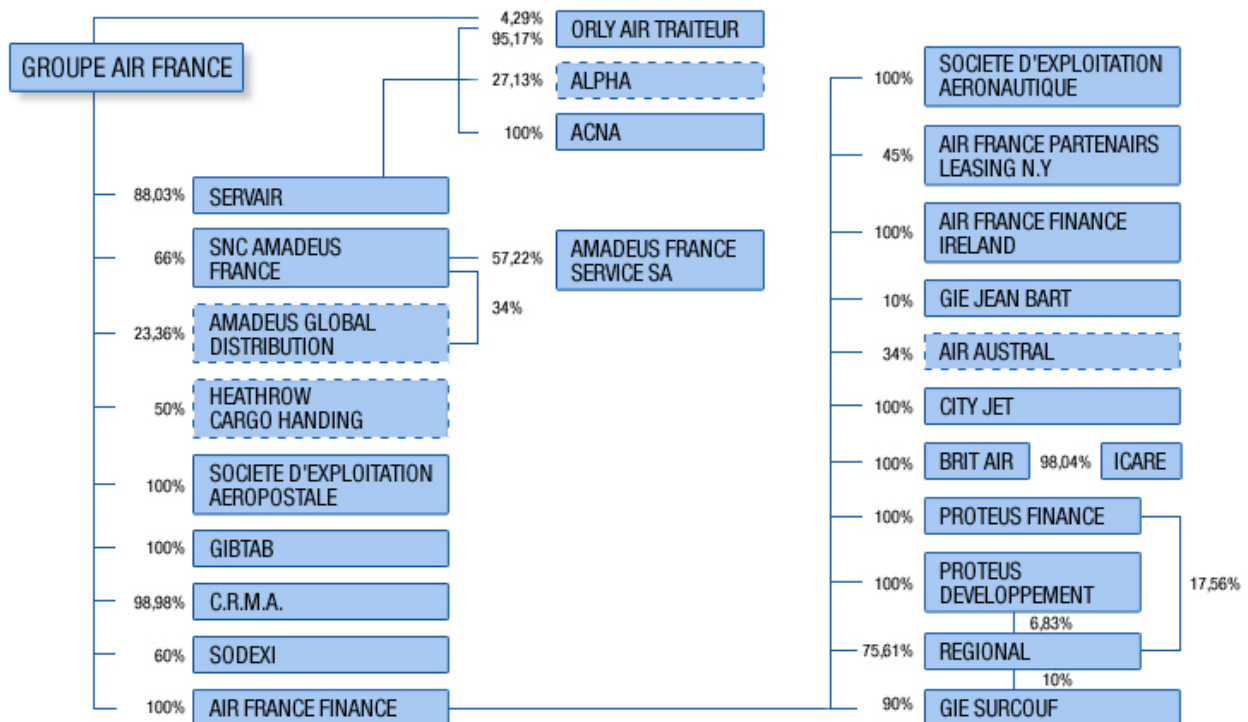 GROUPE AIR FRANCE
4,29%
95,17%
ORLY AIR TRAITEUR
27,13%
ALPHA
100%
ACNA
88,03%
SERVAIR
66%
SNC AMADEUS
FRANCE
57,22%
AMADEUS FRANCE
SERVICE SA
34%
23,36%
AMADEUS GLOBAL
DISTRIBUTION
50%
HEATHROW
CARGO HANDING
100%
SOCIETE D'EXPLOITATION
AEROPOSTALE
100%
GIBTAB
98,98%
C.R.M.A.
60%
SODEXI
100%
AIR FRANCE FINANCE
100%
SOCIETE D'EXPLOITATION
AERONAUTIQUE
45%
AIR FRANCE PARTENAIRS
LEASING N.Y
100%
AIR FRANCE FINANCE
IRELAND
10%
GIE JEAN BART
34%
AIR AUSTRAL
100%
CITY JET
100%
BRIT AIR
98,04%
ICARE
100%
PROTEUS FINANCE
100%
PROTEUS
DEVELOPPEMENT
17,56%
6,83%
75,61%
REGIONAL
10%
90%
GIE SURCOUF